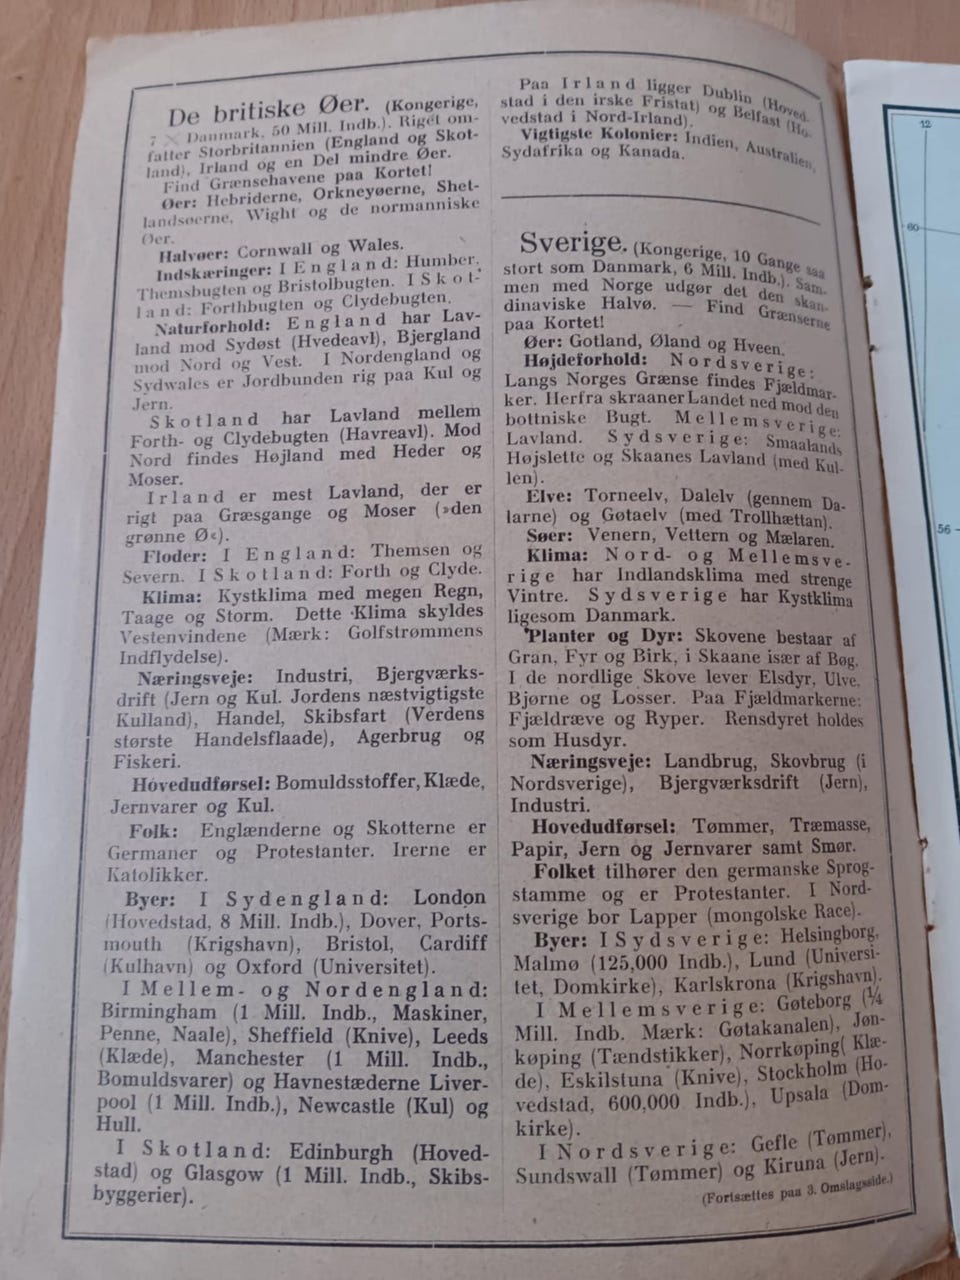 De britiske Øer. (Kongerige,
7 × Danmark, 50 Mill. Indb.). Riget om-
fatter Storbritannien (England og Skot-
land), Irland og en Del mindre Øer.
Find Grænsehavene paa Kortet!
Øer: Hebriderne, Orkneyøerne, Shet-
landsøerne, Wight og de normanniske
Øer.
Halvøer: Cornwall og Wales.
Indskæringer: I England: Humber,
Themsbugten og Bristolbugten. I Skot-
land: Forthbugten og Clydebugten.
Naturforhold: England har Lav-
land mod Sydøst (Hvedeavl), Bjergland
mod Nord og Vest. I Nordengland og
Sydwales er Jordbunden rig paa Kul og
Jern.
Skotland har Lavland mellem
Forth- og Clydebugten (Havreavl). Mod
Nord findes Højland med Heder og
Moser.
Irland er mest Lavland, der er
rigt paa Græsgange og Moser (»den
grønne Ø«).
Floder: I England: Themsen og
Severn. I Skotland: Forth og Clyde.
Klima: Kystklima med megen Regn,
Taage og Storm. Dette Klima skyldes
Vestenvindene (Mærk: Golfstrømmens
Indflydelse).
Næringsveje: Industri, Bjergværks-
drift (Jern og Kul. Jordens næstvigtigste
Kulland), Handel, Skibsfart (Verdens
største Handelsflaade), Agerbrug og
Fiskeri.
Hovedudførsel: Bomuldsstoffer, Klæde,
Jernvarer og Kul.
Folk: Englænderne og Skotterne er
Germaner og Protestanter. Irerne er
Katolikker.
Byer: I Sydengland: London
(Hovedstad, 8 Mill. Indb.), Dover, Ports-
mouth (Krigshavn), Bristol, Cardiff
(Kulhavn) og Oxford (Universitet).
I Mellem- og Nordengland:
Birmingham (1 Mill. Indb., Maskiner,
Penne, Naale), Sheffield (Knive), Leeds
(Klæde), Manchester (1 Mill. Indb.,
Bomuldsvarer) og Havnestæderne Liver-
pool (1 Mill. Indb.), Newcastle (Kul) og
Hull.
I Skotland: Edinburgh (Hoved-
stad) og Glasgow (1 Mill. Indb., Skibs-
byggerier).
Paa Irland ligger Dublin (Hoved-
stad i den irske Fristat) og Belfast (Ho-
vedstad i Nord-Irland).
Vigtigste Kolonier: Indien, Australien,
Sydafrika og Kanada.
Sverige. (Kongerige, 10 Gange saa
stort som Danmark, 6 Mill. Indb.). Sam-
men med Norge udgør det den skan-
dinaviske Halvø. — Find Grænserne
paa Kortet!
Øer: Gotland, Øland og Hveen.
Højdeforhold: Nordsverige:
Langs Norges Grænse findes Fjældmar-
ker. Herfra skraaner Landet ned mod den
bottniske Bugt. Mellemsverige:
Lavland. Sydsverige: Smaalands
Højslette og Skaanes Lavland (med Kul-
len).
Elve: Torneelv, Dalelv (gennem Da-
larne) og Gøtaelv (med Trollhættan).
Søer: Venern, Vettern og Mælaren.
Klima: Nord- og Mellemsve-
rige har Indlandsklima med strenge
Vintre. Sydsverige har Kystklima
ligesom Danmark.
Planter og Dyr: Skovene bestaar af
Gran, Fyr og Birk, i Skaane især af Bøg.
I de nordlige Skove lever Elsdyr, Ulve,
Bjørne og Losser. Paa Fjældmarkerne:
Fjældræve og Ryper. Rensdyret holdes
som Husdyr.
Næringsveje: Landbrug, Skovbrug (i
Nordsverige), Bjergværksdrift (Jern),
Industri.
Hovedudførsel: Tømmer, Træmasse,
Papir, Jern og Jernvarer samt Smør.
Folket tilhører den germanske Sprog-
stamme og er Protestanter. I Nord-
sverige bor Lapper (mongolske Race).
Byer: I Sydsverige: Helsingborg,
Malmø (125,000 Indb.), Lund (Universi-
tet, Domkirke), Karlskrona (Krigshavn).
I Mellemsverige: Gøteborg (¼
Mill. Indb. Mærk: Gøtakanalen), Jøn-
køping (Tændstikker), Norrkøping( Klæ-
de), Eskilstuna (Knive), Stockholm (Ho-
vedstad, 600,000 Indb.), Upsala (Dom-
kirke).
I Nordsverige: Gefle (Tømmer),
Sundswall (Tømmer) og Kiruna (Jern).
(Fortsættes paa 3. Omslagsside.)
12
60
56